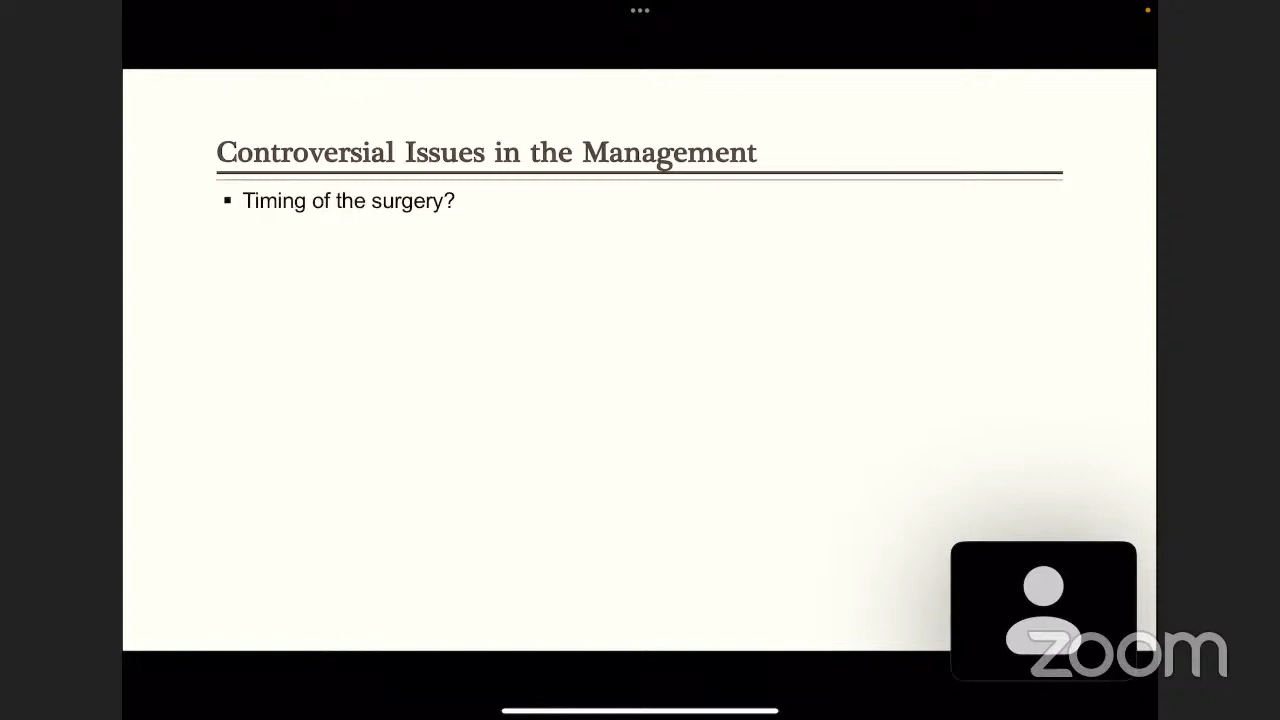 Controversial Issues in the Management
▪ Timing of the surgery?
zoom